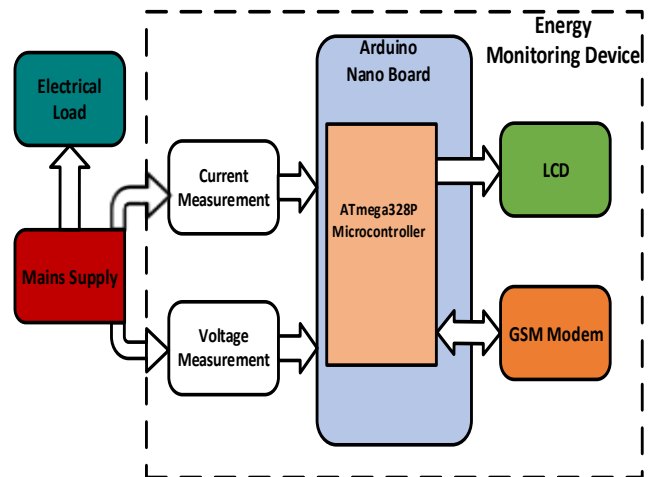 Energy
Monitoring Device
Arduino
Nano Board
Electrical
Load
Current
Measurement
LCD
ATmega328P
Microcontroller
Mains Supply
Voltage
Measurement
GSM Modem